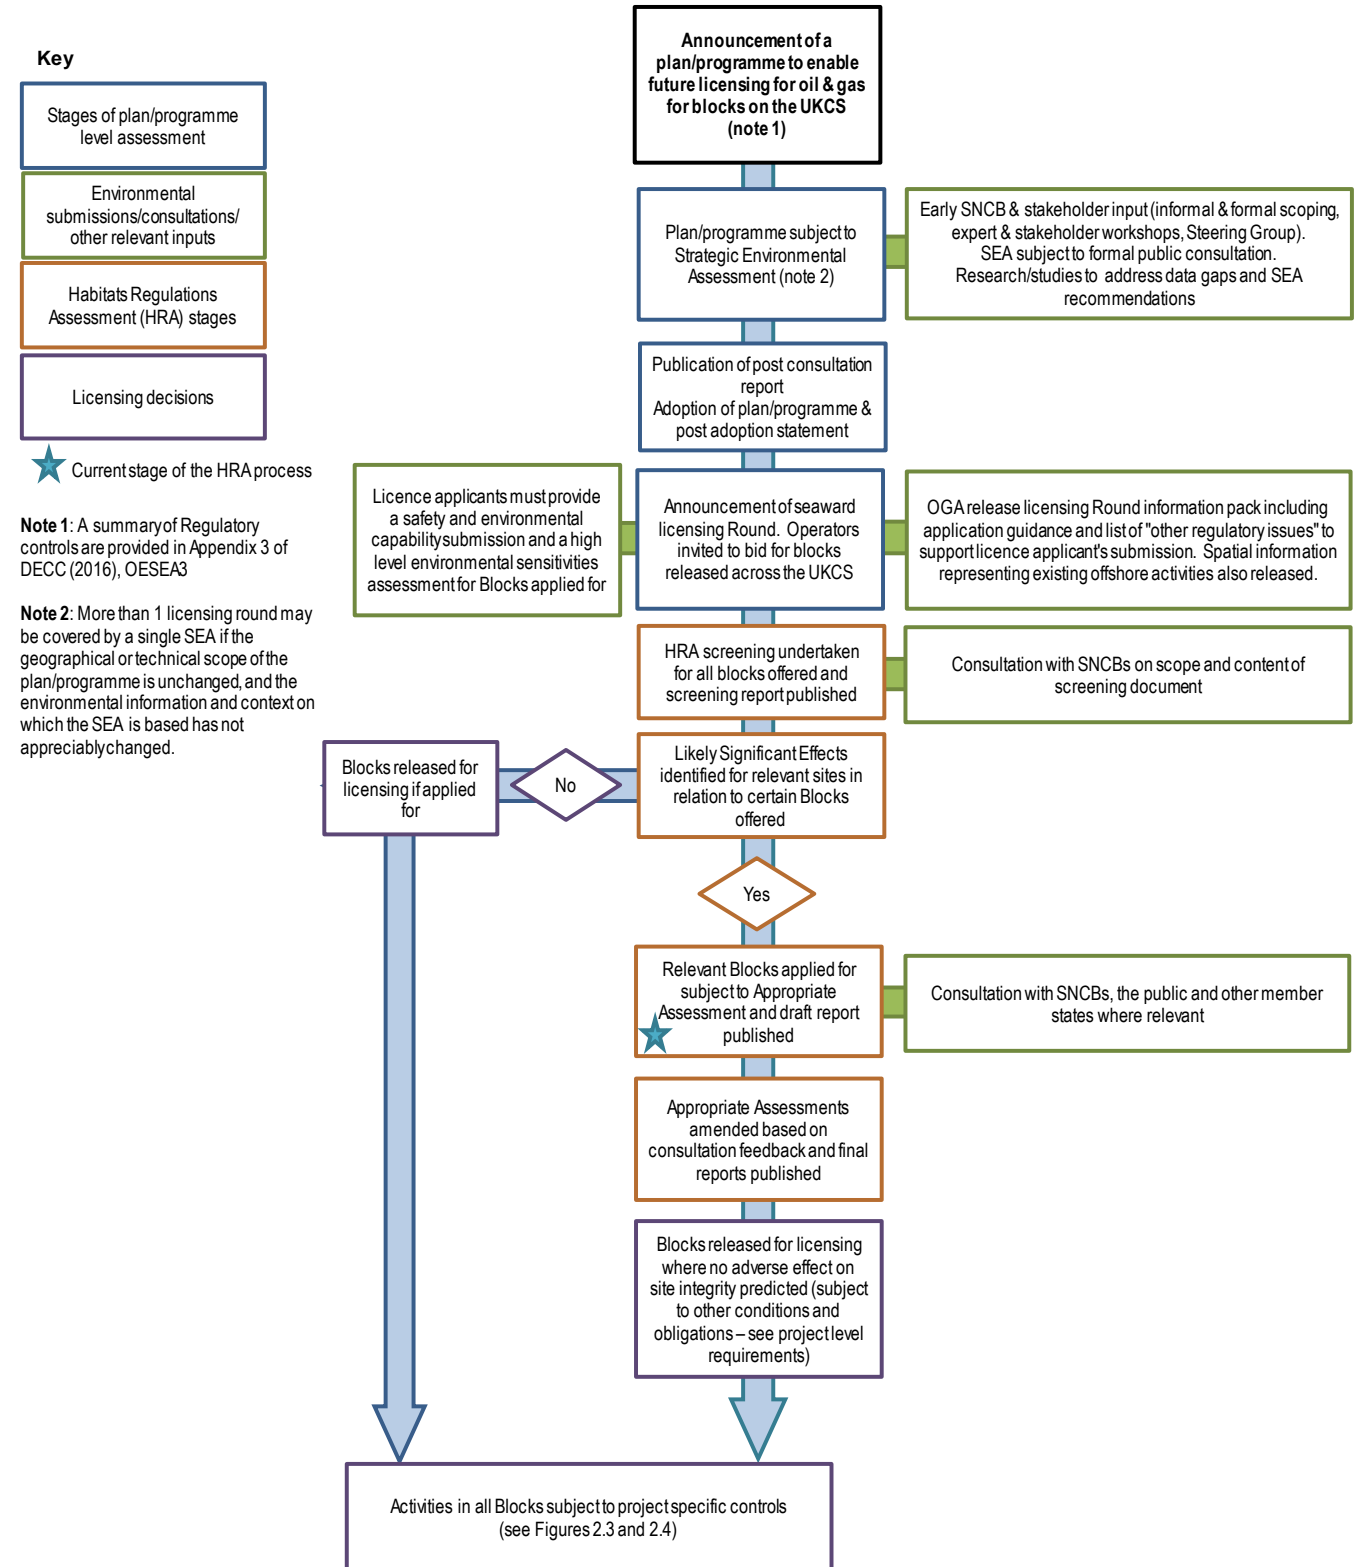 Key
Stages of plan/programme
level assessment
Environmental
submissions/consultations/
other relevant inputs
Habitats Regulations
Assessment (HRA) stages
Licensing decisions
Current stage of the HRA process
Note 1: A summary of Regulatory
controls are provided in Appendix 3 of
DECC (2016), OESEA3
Note 2: More than 1 licensing round may
be covered by a single SEA if the
geographical or technical scope of the
plan/programme is unchanged, and the
environmental information and context on
which the SEA is based has not
appreciably changed.
Announcement of a
plan/programme to enable
future licensing for oil & gas
for blocks on the UKCS
(note 1)
Plan/programme subject to
Strategic Environmental
Assessment (note 2)
Early SNCB & stakeholder input (informal & formal scoping,
expert & stakeholder workshops, Steering Group).
SEA subject to formal public consultation.
Research/studies to address data gaps and SEA
recommendations
Publication of post consultation
report
Adoption of plan/programme &
post adoption statement
Licence applicants must provide
a safety and environmental
capability submission and a high
level environmental sensitivities
assessment for Blocks applied for
Announcement of seaward
licensing Round. Operators
invited to bid for blocks
released across the UKCS
OGA release licensing Round information pack including
application guidance and list of "other regulatory issues" to
support licence applicant's submission. Spatial information
representing existing offshore activities also released.
HRA screening undertaken
for all blocks offered and
screening report published
Consultation with SNCBs on scope and content of
screening document
Blocks released for
licensing if applied
for
No
Likely Significant Effects
identified for relevant sites in
relation to certain Blocks
offered
Yes
Relevant Blocks applied for
subject to Appropriate
Assessment and draft report
published
Consultation with SNCBs, the public and other member
states where relevant
Appropriate Assessments
amended based on
consultation feedback and final
reports published
Blocks released for licensing
where no adverse effect on
site integrity predicted (subject
to other conditions and
obligations – see project level
requirements)
Activities in all Blocks subject to project specific controls
(see Figures 2.3 and 2.4)